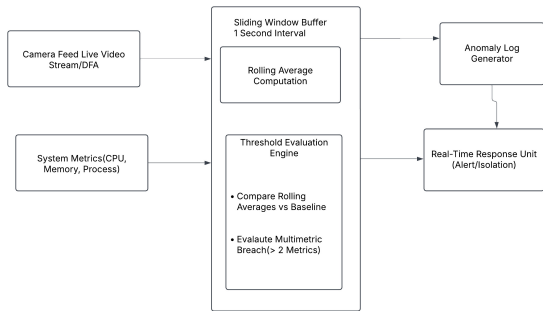 Sliding Window Buffer
1 Second Interval
Camera Feed Live Video
Stream/DFA
Rolling Average
Computation
Anomaly Log
Generator
System Metrics(CPU,
Memory, Process)
Threshold Evaluation
Engine
• Compare Rolling
Averages vs Baseline
• Evalaute Multimetric
Breach(> 2 Metrics)
Real-Time Response Unit
(Alert/Isolation)